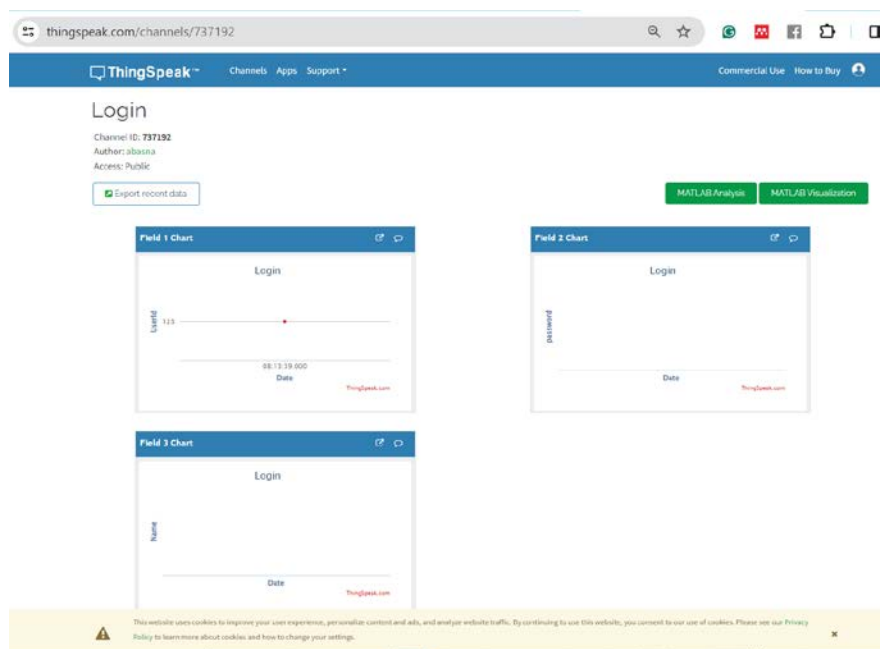 thingspeak.com/channels/737192
ThingSpeak™ Channels Apps Support Commercial Use How to Buy
Login
Channel ID: 737192
Author: abasna
Access: Public
Export recent data MATLAB Analysis MATLAB Visualization
Field 1 Chart
Login
UserId
123
08:13:39.000
Date
ThingSpeak.com
Field 2 Chart
Login
password
Date
ThingSpeak.com
Field 3 Chart
Login
Name
Date
ThingSpeak.com
This website uses cookies to improve your user experience, personalize content and ads, and analyze website traffic. By continuing to use this website, you consent to our use of cookies. Please see our Privacy
Policy to learn more about cookies and how to change your settings.